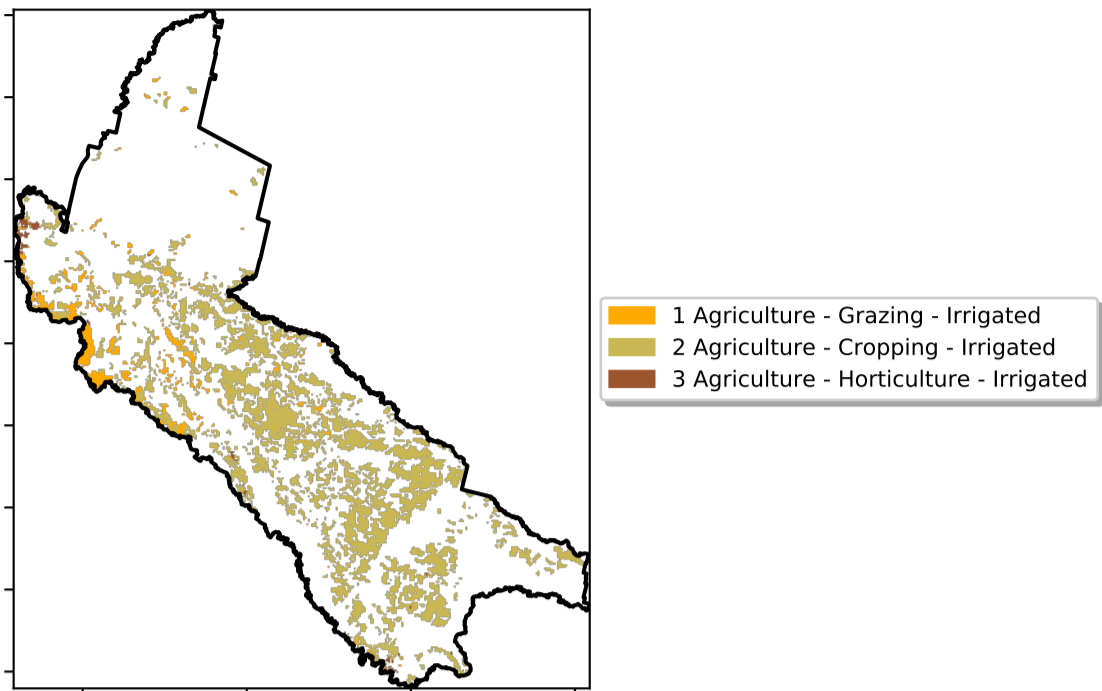 1 Agriculture - Grazing - Irrigated
2 Agriculture - Cropping - Irrigated
3 Agriculture - Horticulture - Irrigated